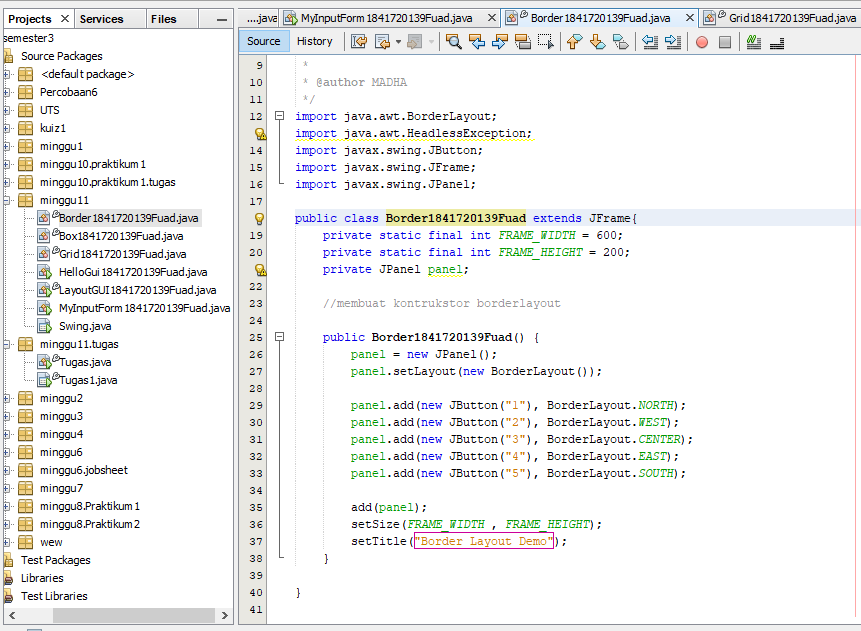 Projects × Services Files
semester3
Source Packages
<default package>
Percobaan6
UTS
kuiz1
minggu1
minggu10.praktikum1
minggu10.praktikum1.tugas
minggu11
Border1841720139Fuad.java
Box1841720139Fuad.java
Grid1841720139Fuad.java
HelloGui1841720139Fuad.java
LayoutGUI1841720139Fuad.java
MyInputForm1841720139Fuad.java
Swing.java
minggu11.tugas
Tugas.java
Tugas1.java
minggu2
minggu3
minggu4
minggu6
minggu6.jobsheet
minggu7
minggu8.Praktikum1
minggu8.Praktikum2
wew
Test Packages
Libraries
Test Libraries
....java MyInputForm1841720139Fuad.java × Border1841720139Fuad.java × Grid1841720139Fuad.java
Source History
9 *
10 * @author MADHA
11 */
12 import java.awt.BorderLayout;
import java.awt.HeadlessException;
14 import javax.swing.JButton;
15 import javax.swing.JFrame;
16 import javax.swing.JPanel;
17
public class Border1841720139Fuad extends JFrame{
19 private static final int FRAME_WIDTH = 600;
20 private static final int FRAME_HEIGHT = 200;
private JPanel panel;
22
23 //membuat kontrukstor borderlayout
24
25 public Border1841720139Fuad() {
26 panel = new JPanel();
27 panel.setLayout(new BorderLayout());
28
29 panel.add(new JButton("1"), BorderLayout.NORTH);
30 panel.add(new JButton("2"), BorderLayout.WEST);
31 panel.add(new JButton("3"), BorderLayout.CENTER);
32 panel.add(new JButton("4"), BorderLayout.EAST);
33 panel.add(new JButton("5"), BorderLayout.SOUTH);
34
35 add(panel);
36 setSize(FRAME_WIDTH , FRAME_HEIGHT);
37 setTitle("Border Layout Demo");
38 }
39
40 }
41